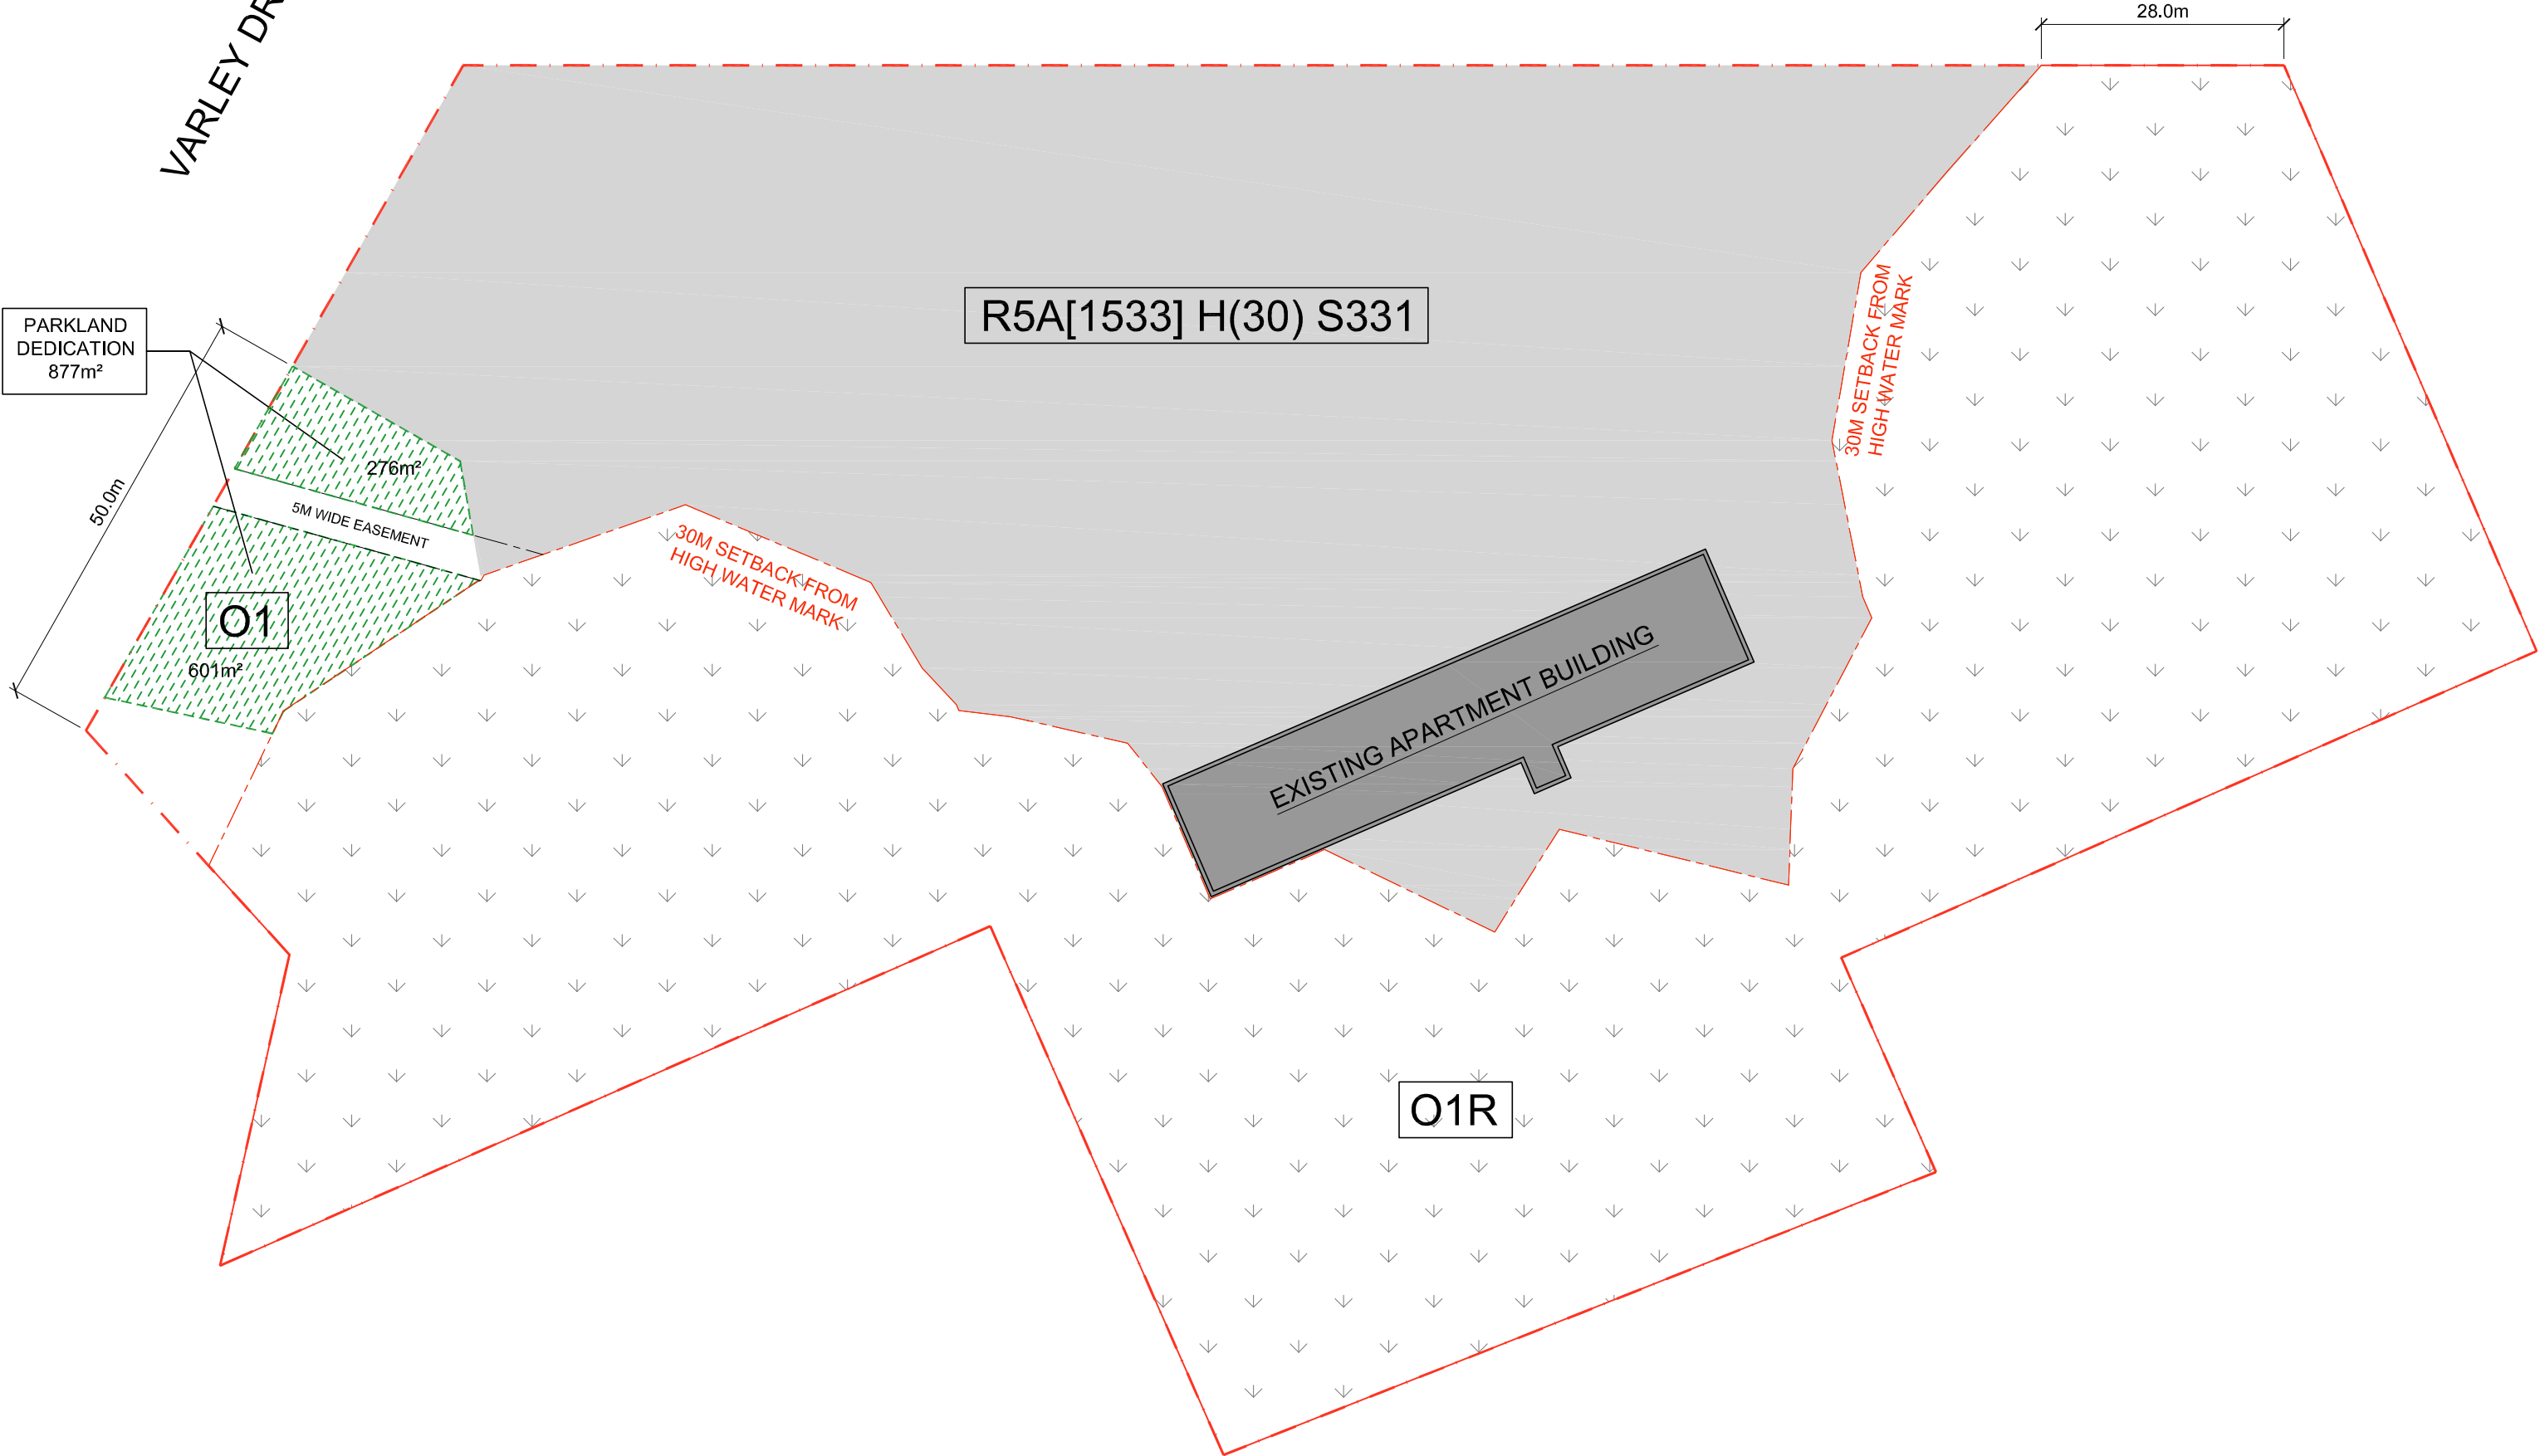 28.0m
VARLEY DR
R5A[1533] H(30) S331
PARKLAND
DEDICATION
877m²
30M SETBACK FROM
HIGH WATER MARK
276m²
50.0m
5M WIDE EASEMENT
30M SETBACK FROM
HIGH WATER MARK
O1
601m²
EXISTING APARTMENT BUILDING
O1R